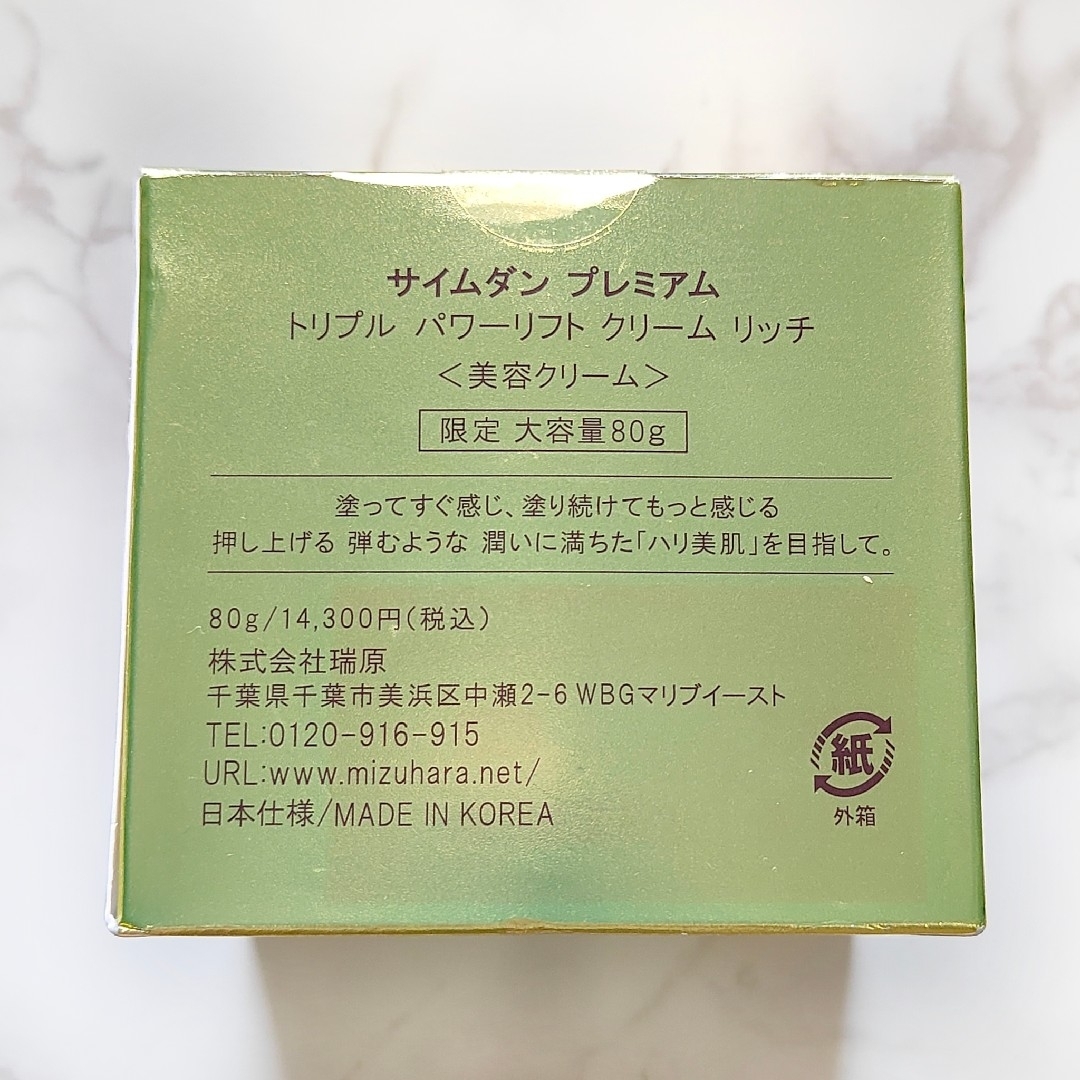 サイムダン プレミアム
トリプル パワーリフト クリーム リッチ
＜美容クリーム＞
限定 大容量80g
塗ってすぐ感じ、塗り続けてもっと感じる
押し上げる 弾むような 潤いに満ちた「ハリ美肌」を目指して。
80g/14,300円(税込)
株式会社瑞原
千葉県千葉市美浜区中瀬2-6 WBGマリブイースト
TEL:0120-916-915
URL:www.mizuhara.net/
日本仕様/MADE IN KOREA
紙
外箱